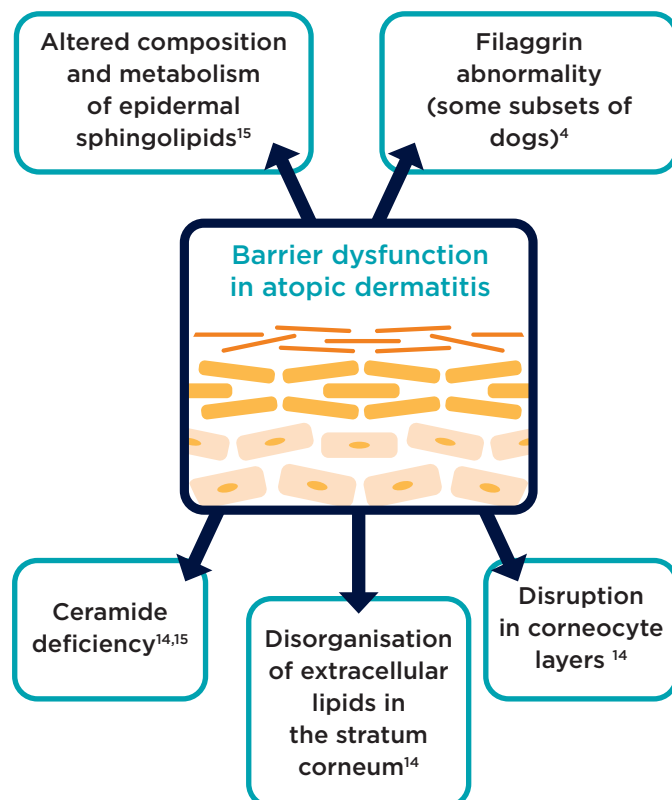 Altered composition
and metabolism
of epidermal
sphingolipids¹⁵
Filaggrin
abnormality
(some subsets of
dogs)⁴
Barrier dysfunction
in atopic dermatitis
Ceramide
deficiency¹⁴,¹⁵
Disorganisation
of extracellular
lipids in
the stratum
corneum¹⁴
Disruption
in corneocyte
layers ¹⁴